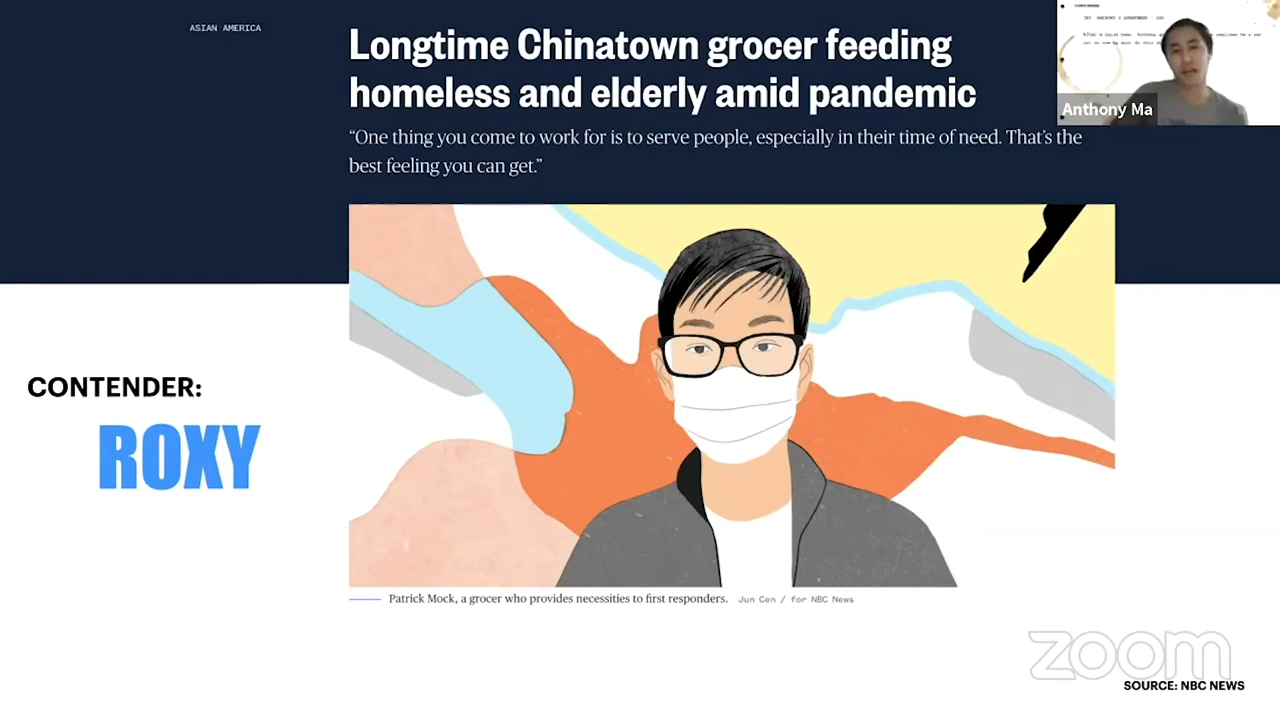 ASIAN AMERICA
Longtime Chinatown grocer feeding
homeless and elderly amid pandemic
“One thing you come to work for is to serve people, especially in their time of need. That’s the
best feeling you can get.”
Anthony Ma
CONTENDER:
ROXY
Patrick Mock, a grocer who provides necessities to first responders. Jun Cen / for NBC News
zoom
SOURCE: NBC NEWS